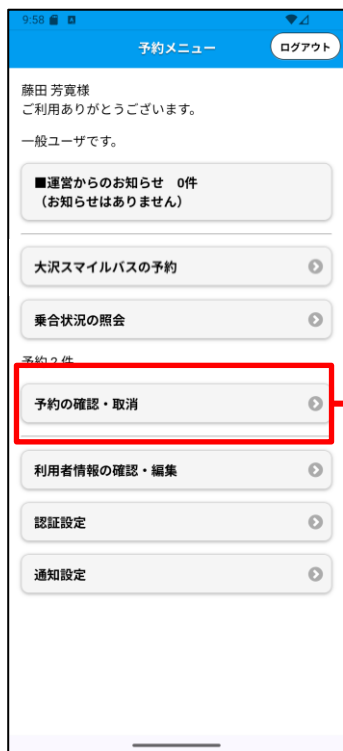 9:58
予約メニュー
ログアウト
藤田 芳寛様
ご利用ありがとうございます。
一般ユーザです。
■運営からのお知らせ　0件
（お知らせはありません）
大沢スマイルバスの予約
乗合状況の照会
予約２件
予約の確認・取消
利用者情報の確認・編集
認証設定
通知設定